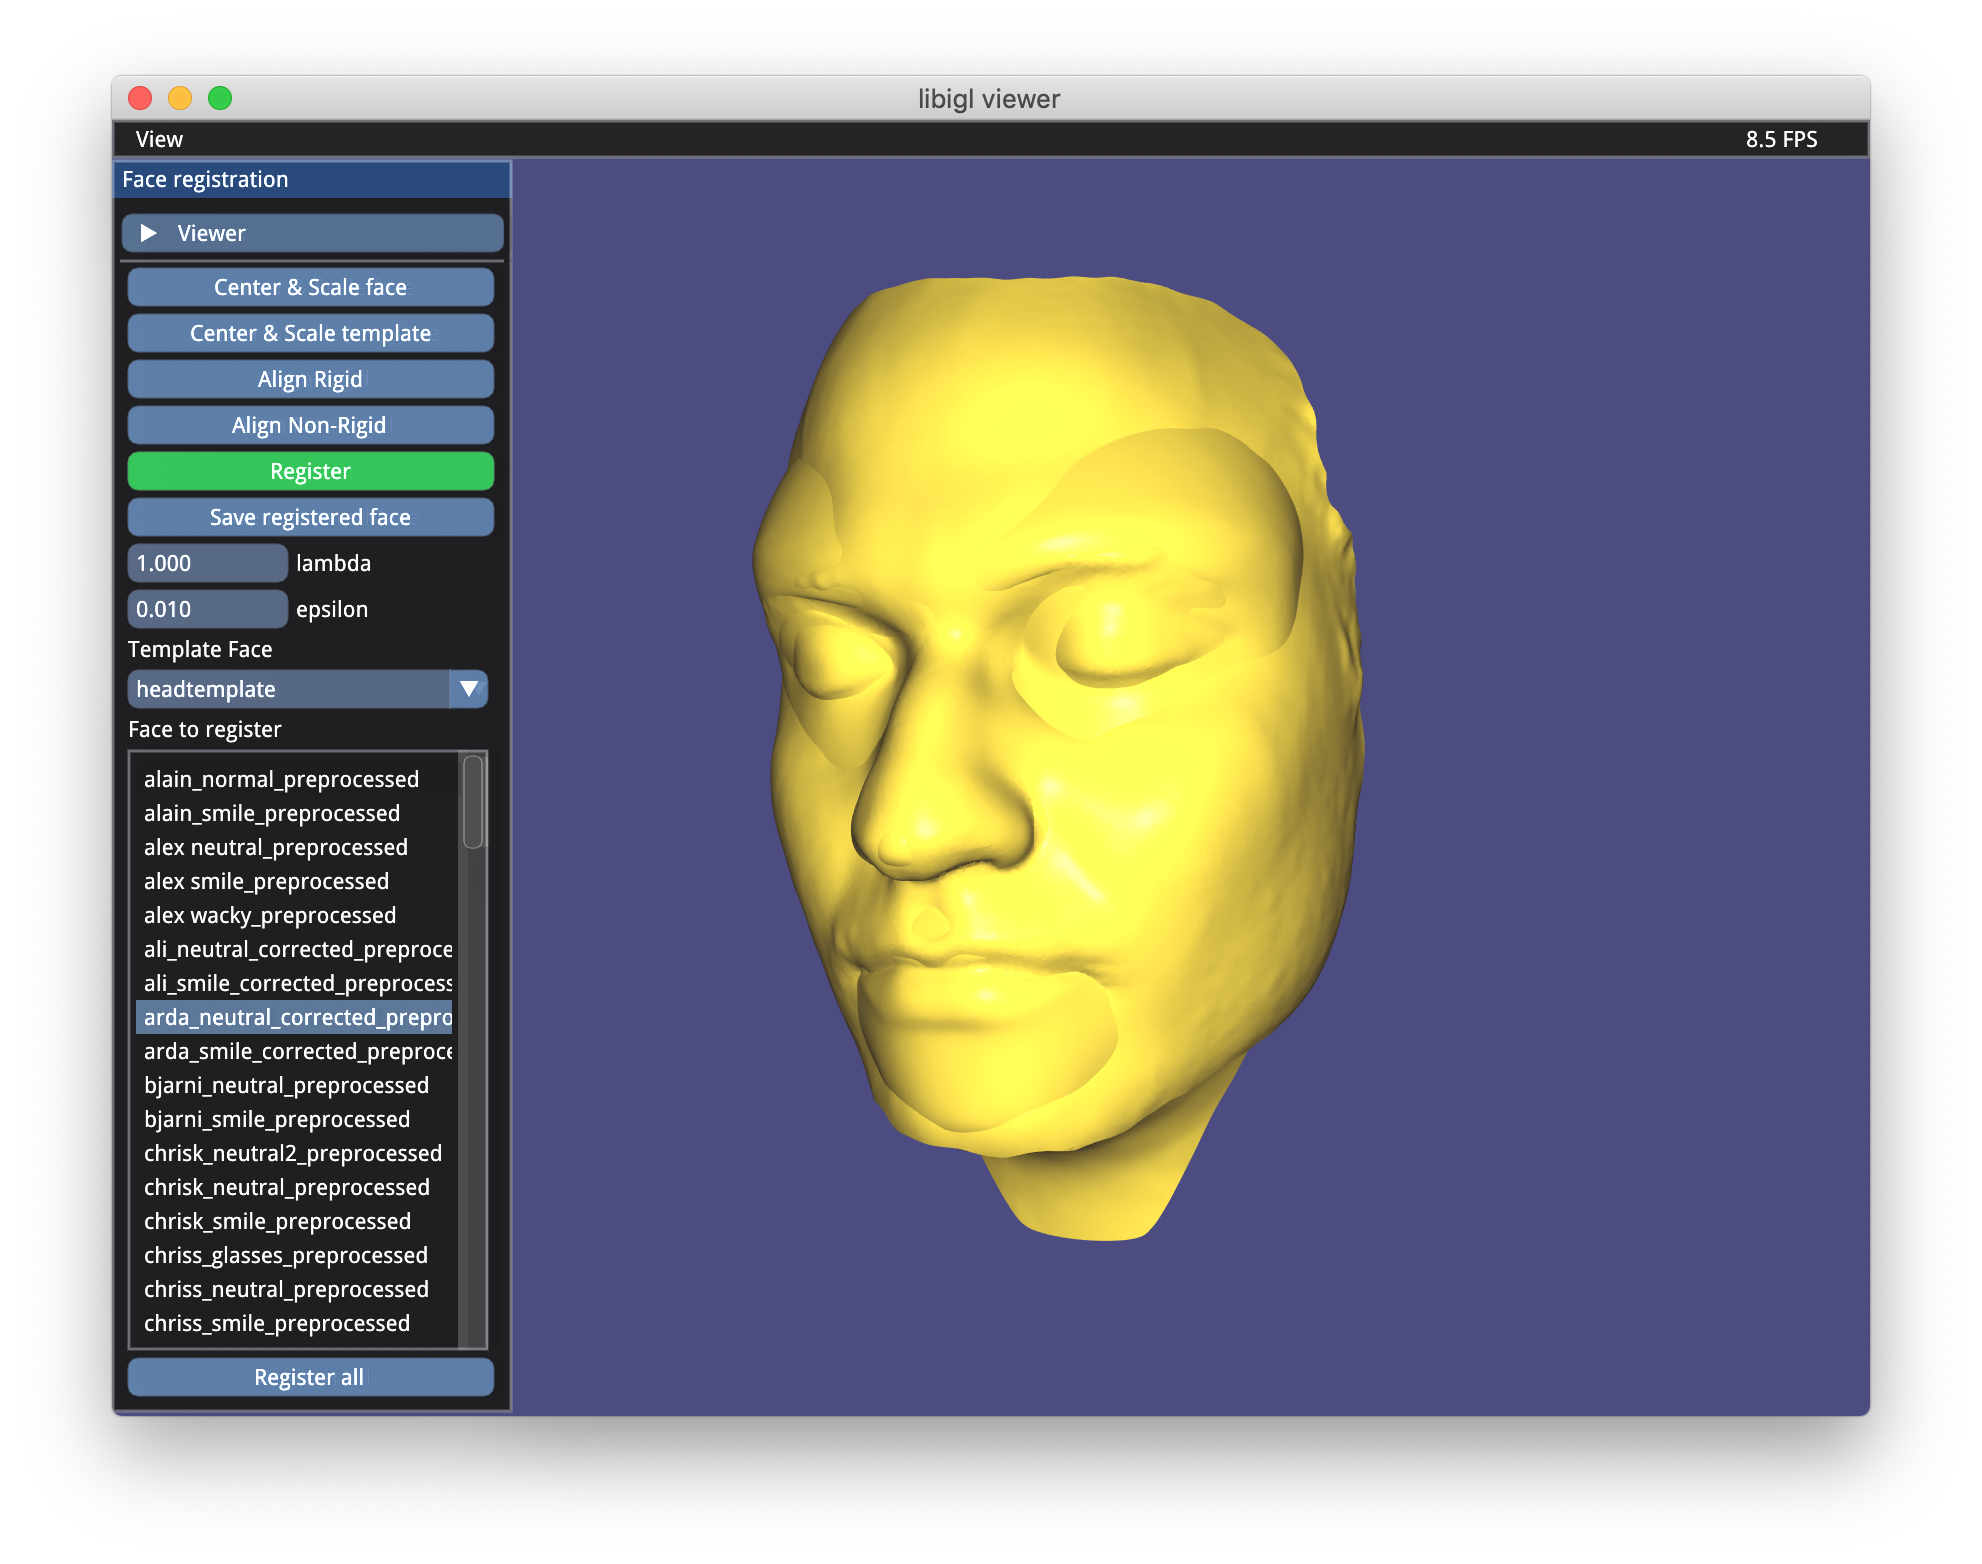 libigl viewer
View
8.5 FPS
Face registration
Viewer
Center & Scale face
Center & Scale template
Align Rigid
Align Non-Rigid
Register
Save registered face
1.000 lambda
0.010 epsilon
Template Face
headtemplate
Face to register
alain_normal_preprocessed
alain_smile_preprocessed
alex neutral_preprocessed
alex smile_preprocessed
alex wacky_preprocessed
ali_neutral_corrected_preproce
ali_smile_corrected_preprocess
arda_neutral_corrected_prepro
arda_smile_corrected_preproce
bjarni_neutral_preprocessed
bjarni_smile_preprocessed
chrisk_neutral2_preprocessed
chrisk_neutral_preprocessed
chrisk_smile_preprocessed
chriss_glasses_preprocessed
chriss_neutral_preprocessed
chriss_smile_preprocessed
Register all